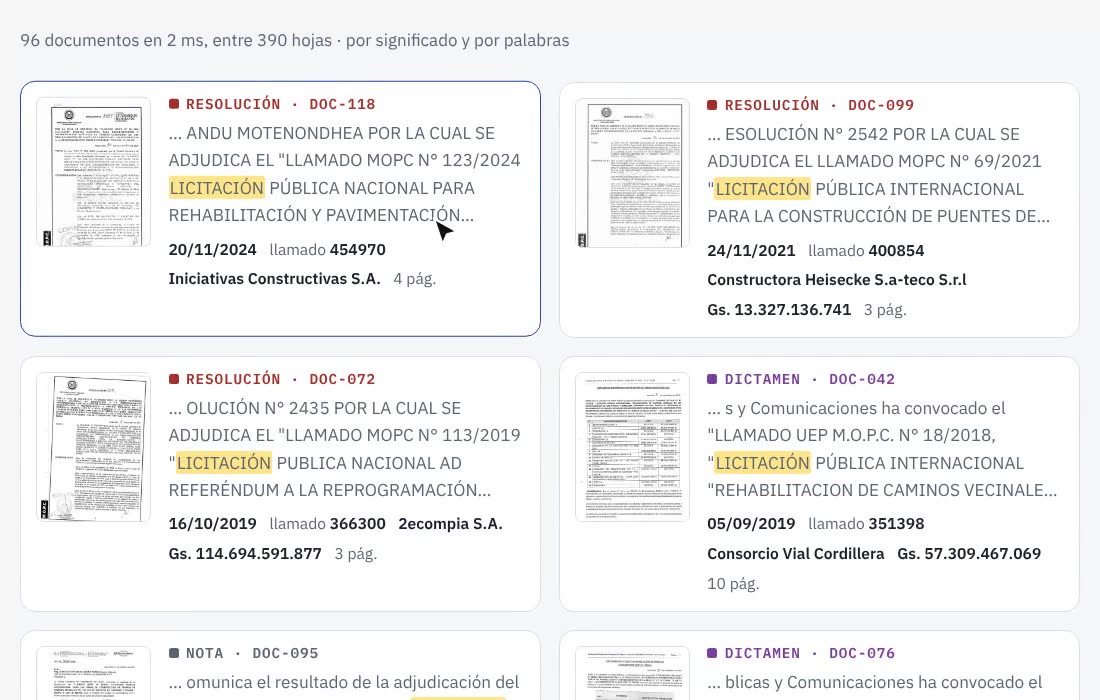 96 documentos en 2 ms, entre 390 hojas · por significado y por palabras
RESOLUCIÓN · DOC-118
... ANDU MOTENONDHEA POR LA CUAL SE
ADJUDICA EL "LLAMADO MOPC N° 123/2024
LICITACIÓN PÚBLICA NACIONAL PARA
REHABILITACIÓN Y PAVIMENTACIÓN...
20/11/2024 llamado 454970
Iniciativas Constructivas S.A. 4 pág.
RESOLUCIÓN · DOC-099
... ESOLUCIÓN N° 2542 POR LA CUAL SE
ADJUDICA EL LLAMADO MOPC N° 69/2021
"LICITACIÓN PÚBLICA INTERNACIONAL
PARA LA CONSTRUCCIÓN DE PUENTES DE...
24/11/2021 llamado 400854
Constructora Heisecke S.a-teco S.r.l
Gs. 13.327.136.741 3 pág.
RESOLUCIÓN · DOC-072
... OLUCIÓN N° 2435 POR LA CUAL SE
ADJUDICA EL "LLAMADO MOPC N° 113/2019
"LICITACIÓN PUBLICA NACIONAL AD
REFERÉNDUM A LA REPROGRAMACIÓN...
16/10/2019 llamado 366300 2ecompia S.A.
Gs. 114.694.591.877 3 pág.
DICTAMEN · DOC-042
... s y Comunicaciones ha convocado el
"LLAMADO UEP M.O.P.C. N° 18/2018,
"LICITACIÓN PÚBLICA INTERNACIONAL
"REHABILITACION DE CAMINOS VECINALE...
05/09/2019 llamado 351398
Consorcio Vial Cordillera Gs. 57.309.467.069
10 pág.
NOTA · DOC-095
... omunica el resultado de la adjudicación del
DICTAMEN · DOC-076
... blicas y Comunicaciones ha convocado el